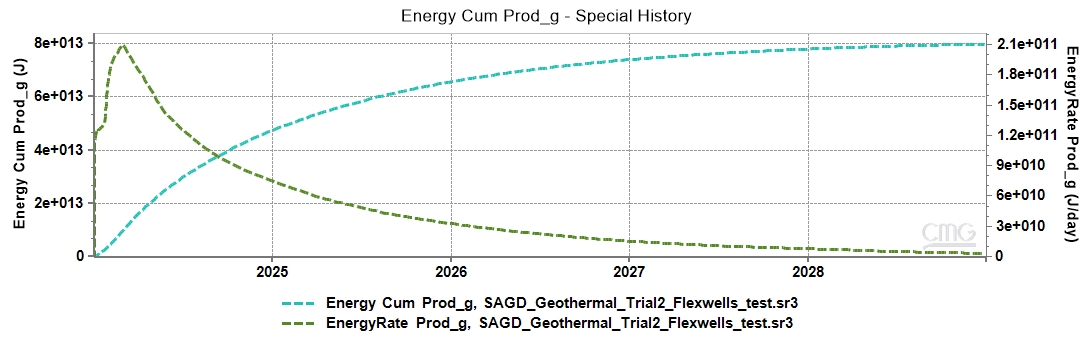 Energy Cum Prod_g - Special History
8e+013
6e+013
4e+013
2e+013
0
Energy Cum Prod_g (J)
2.1e+011
1.8e+011
1.5e+011
1.2e+011
9e+010
6e+010
3e+010
0
EnergyRate Prod_g (J/day)
CMG
2025 2026 2027 2028
Energy Cum Prod_g, SAGD_Geothermal_Trial2_Flexwells_test.sr3
EnergyRate Prod_g, SAGD_Geothermal_Trial2_Flexwells_test.sr3